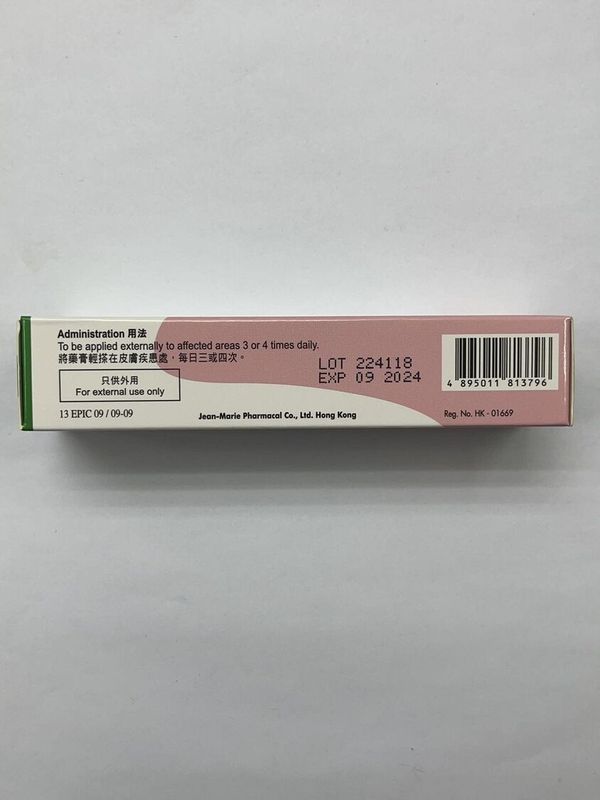 Administration 用法
To be applied externally to affected areas 3 or 4 times daily.
將藥膏輕搽在皮膚疾患處，每日三或四次。
只供外用
For external use only
13 EPIC 09 / 09-09
Jean-Marie Pharmacal Co., Ltd. Hong Kong
LOT 224118
EXP 09 2024
4 895011 813796
Reg. No. HK - 01669